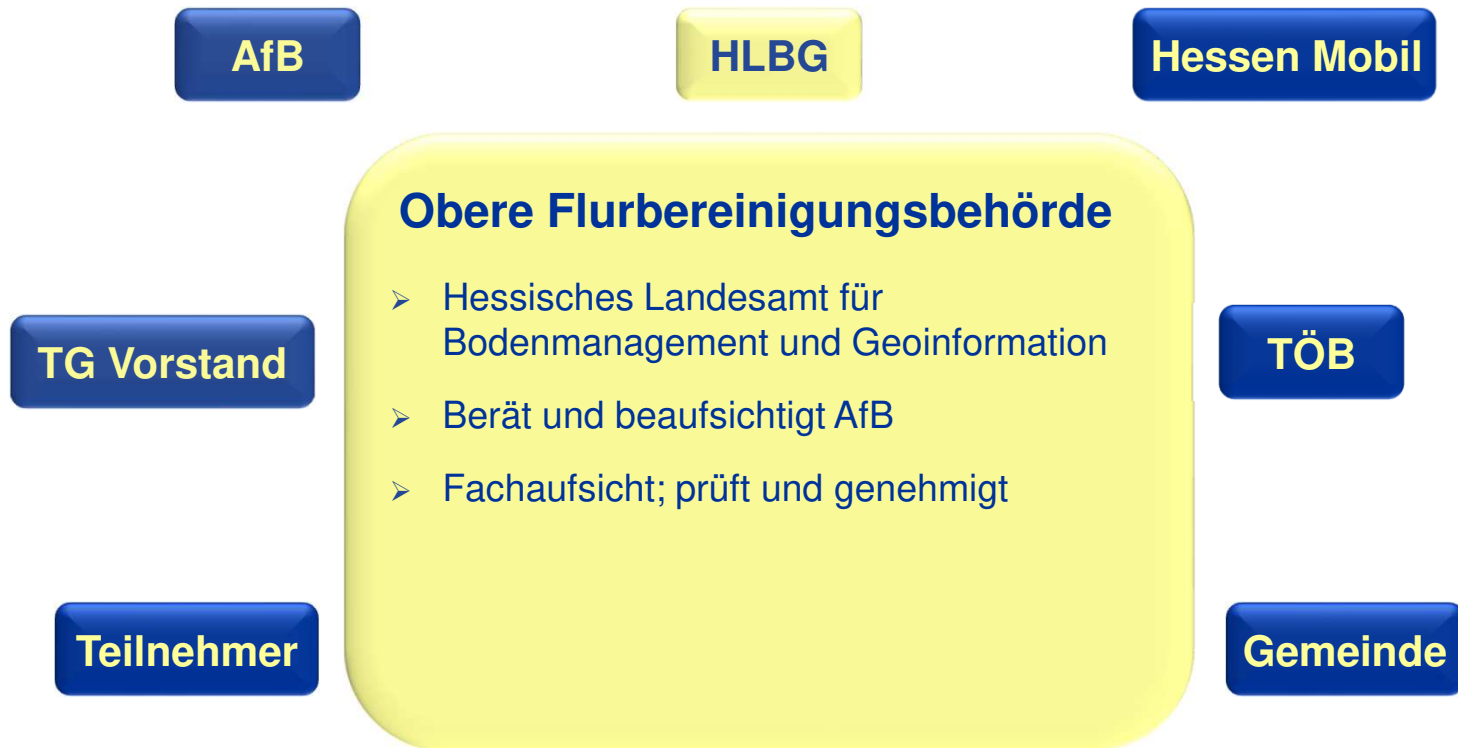 AfB
HLBG
Hessen Mobil
Obere Flurbereinigungsbehörde
➢ Hessisches Landesamt für
Bodenmanagement und Geoinformation
➢ Berät und beaufsichtigt AfB
➢ Fachaufsicht; prüft und genehmigt
TG Vorstand
TÖB
Teilnehmer
Gemeinde